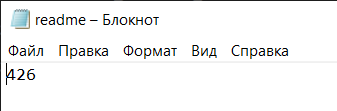 readme – Блокнот
Файл Правка Формат Вид Справка
426